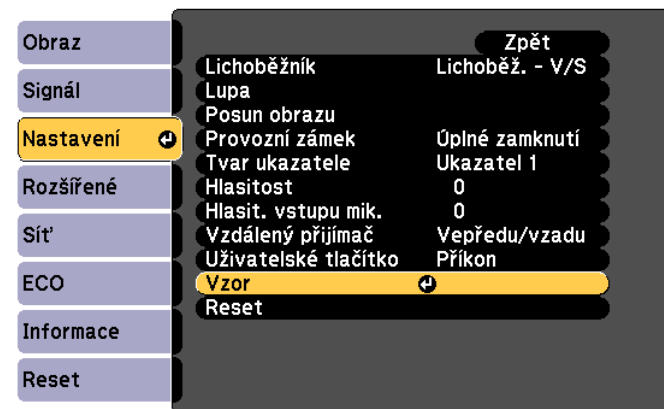 Obraz
Signál
Nastavení
Rozšířené
Síť
ECO
Informace
Reset
Zpět
Lichoběžník Lichoběž. - V/S
Lupa
Posun obrazu
Provozní zámek Úplné zamknutí
Tvar ukazatele Ukazatel 1
Hlasitost 0
Hlasit. vstupu mik. 0
Vzdálený přijímač Vepředu/vzadu
Uživatelské tlačítko Příkon
Vzor
Reset